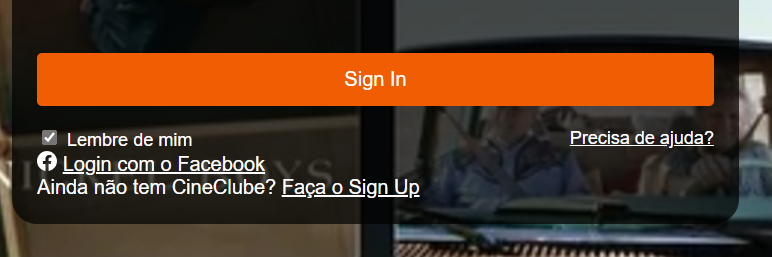 Sign In
Lembre de mim Precisa de ajuda?
Login com o Facebook
Ainda não tem CineClube? Faça o Sign Up